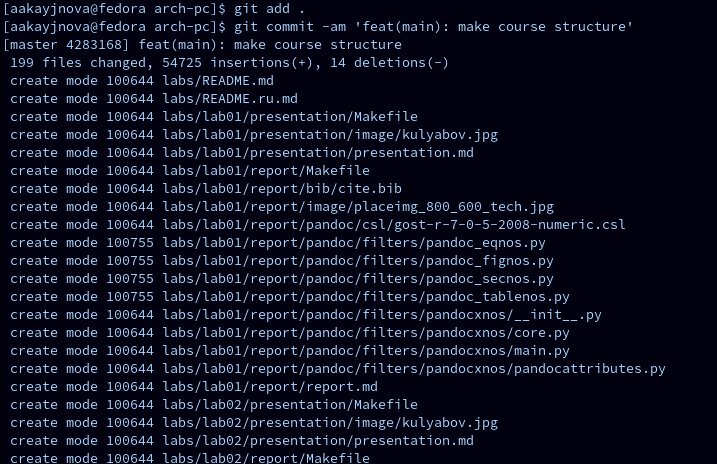 [aakayjnova@fedora arch-pc]$ git add .
[aakayjnova@fedora arch-pc]$ git commit -am 'feat(main): make course structure'
[master 4283168] feat(main): make course structure
 199 files changed, 54725 insertions(+), 14 deletions(-)
 create mode 100644 labs/README.md
 create mode 100644 labs/README.ru.md
 create mode 100644 labs/lab01/presentation/Makefile
 create mode 100644 labs/lab01/presentation/image/kulyabov.jpg
 create mode 100644 labs/lab01/presentation/presentation.md
 create mode 100644 labs/lab01/report/Makefile
 create mode 100644 labs/lab01/report/bib/cite.bib
 create mode 100644 labs/lab01/report/image/placeimg_800_600_tech.jpg
 create mode 100644 labs/lab01/report/pandoc/csl/gost-r-7-0-5-2008-numeric.csl
 create mode 100755 labs/lab01/report/pandoc/filters/pandoc_eqnos.py
 create mode 100755 labs/lab01/report/pandoc/filters/pandoc_fignos.py
 create mode 100755 labs/lab01/report/pandoc/filters/pandoc_secnos.py
 create mode 100755 labs/lab01/report/pandoc/filters/pandoc_tablenos.py
 create mode 100644 labs/lab01/report/pandoc/filters/pandocxnos/__init__.py
 create mode 100644 labs/lab01/report/pandoc/filters/pandocxnos/core.py
 create mode 100644 labs/lab01/report/pandoc/filters/pandocxnos/main.py
 create mode 100644 labs/lab01/report/pandoc/filters/pandocxnos/pandocattributes.py
 create mode 100644 labs/lab01/report/report.md
 create mode 100644 labs/lab02/presentation/Makefile
 create mode 100644 labs/lab02/presentation/image/kulyabov.jpg
 create mode 100644 labs/lab02/presentation/presentation.md
 create mode 100644 labs/lab02/report/Makefile